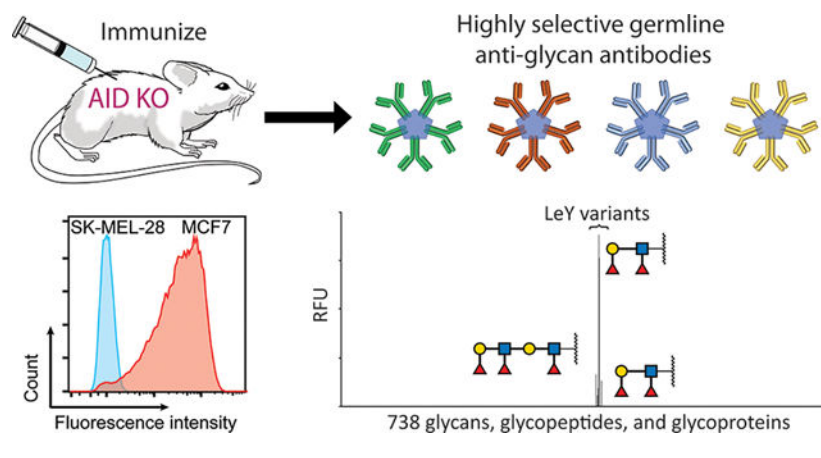 Immunize
AID KO
Highly selective germline
anti-glycan antibodies
SK-MEL-28 MCF7
Count
Fluorescence intensity
LeY variants
RFU
738 glycans, glycopeptides, and glycoproteins